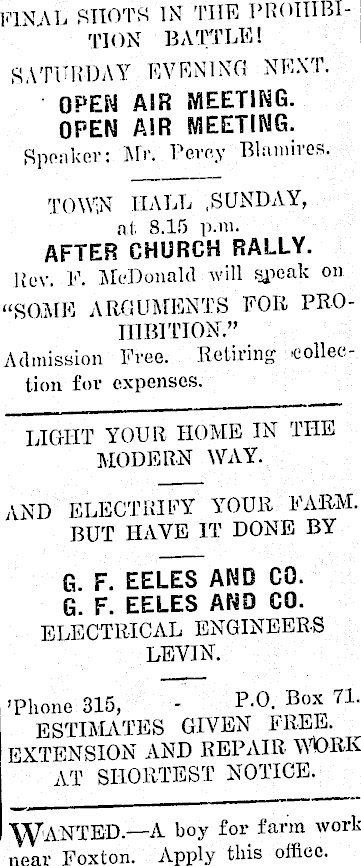 FINAL SHOTS IN THE PROHIBI-
TION BATTLE!
SATURDAY EVENING NEXT.
OPEN AIR MEETING.
OPEN AIR MEETING.
Speaker: Mr. Percy Blamires.
TOWN HALL ,SUNDAY,
at 8.15 p.m.
AFTER CHURCH RALLY.
Rev. F. McDonald will speak on
"SOME ARGUMENTS FOR PRO-
HIBITION."
Admission Free. Retiring collec-
tion for expenses.
LIGHT YOUR HOME IN THE
MODERN WAY.
AND ELECTRIFY YOUR FARM.
BUT HAVE IT DONE BY
G. F. EELES AND CO.
G. F. EELES AND CO.
ELECTRICAL ENGINEERS
LEVIN.
'Phone 315, - P.O. Box 71.
ESTIMATES GIVEN FREE.
EXTENSION AND REPAIR WORK
AT SHORTEST NOTICE.
WANTED.—A boy for farm work
near Foxton. Apply this office.